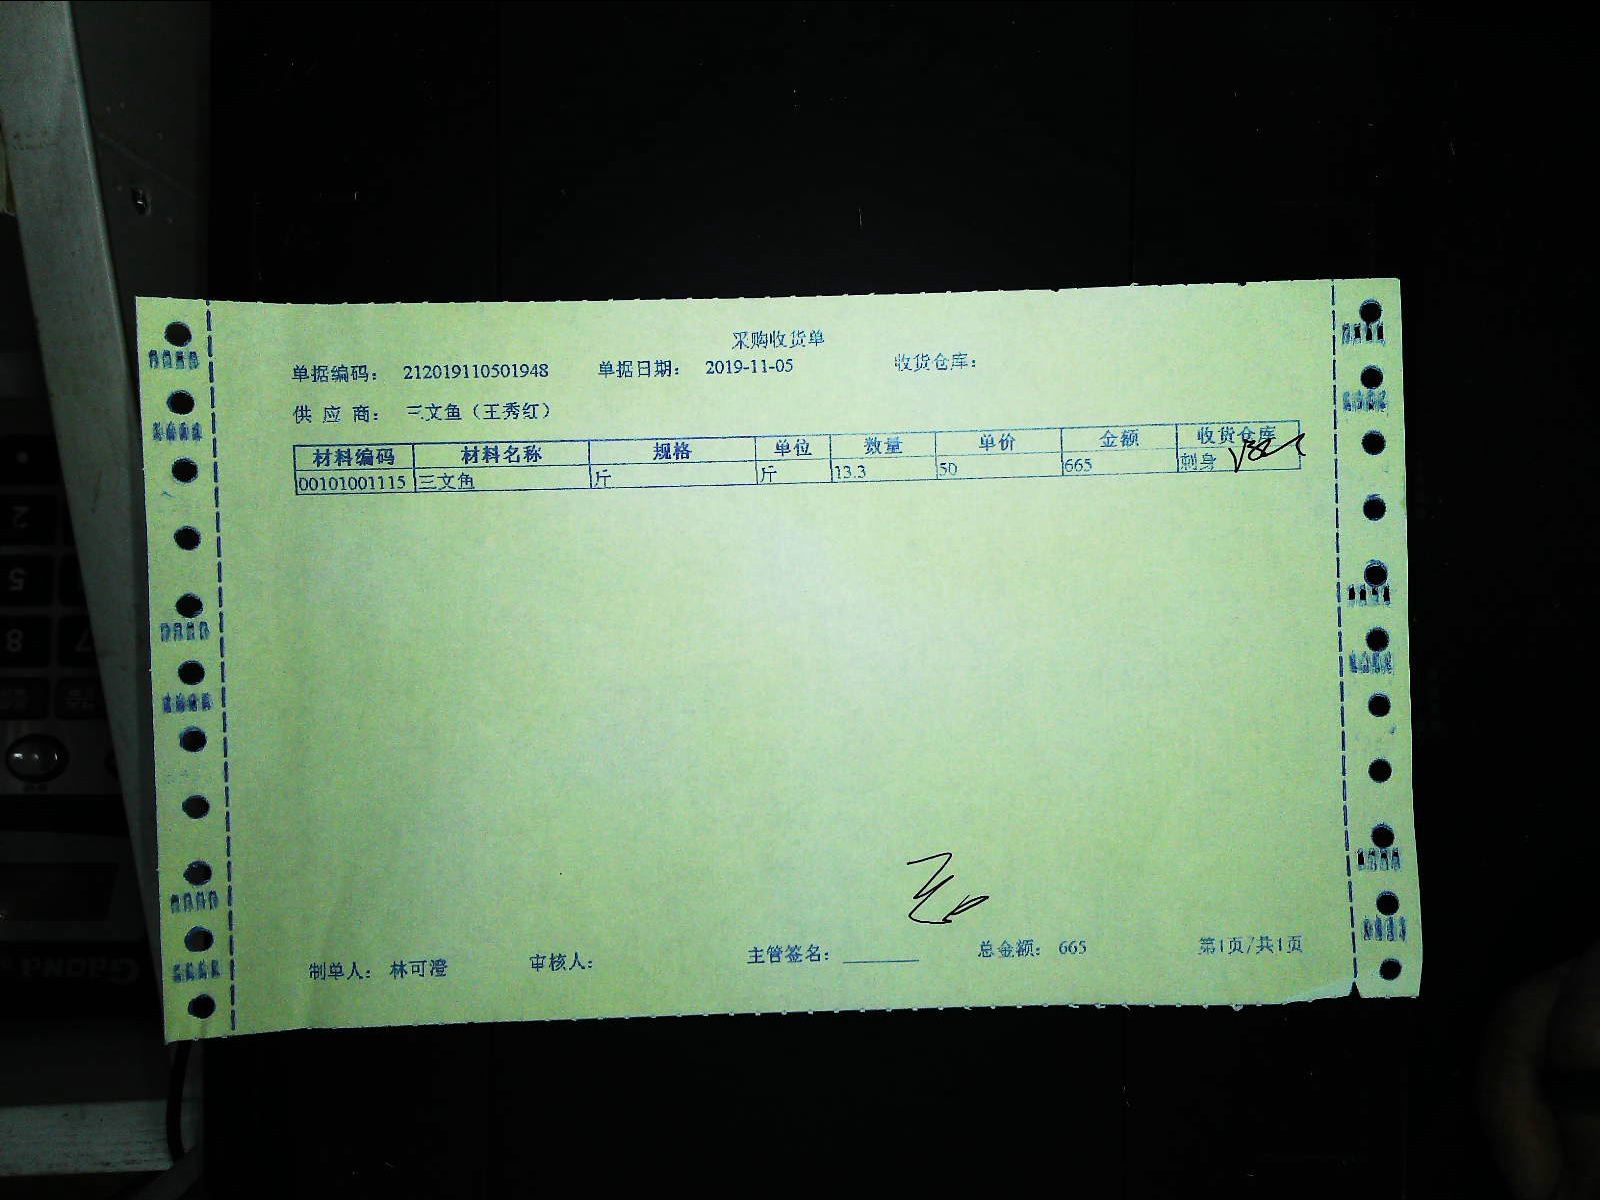 采购收货单
单据编码: 212019110501948 单据日期: 2019-11-05 收货仓库:
供应商: 三文鱼（王秀红）
材料编码 材料名称 规格 单位 数量 单价 金额 收货仓库
00101001115 三文鱼 斤 斤 13.3 50 665 刺身
制单人: 林可澄 审核人: 主管签名: ________ 总金额: 665 第1页/共1页